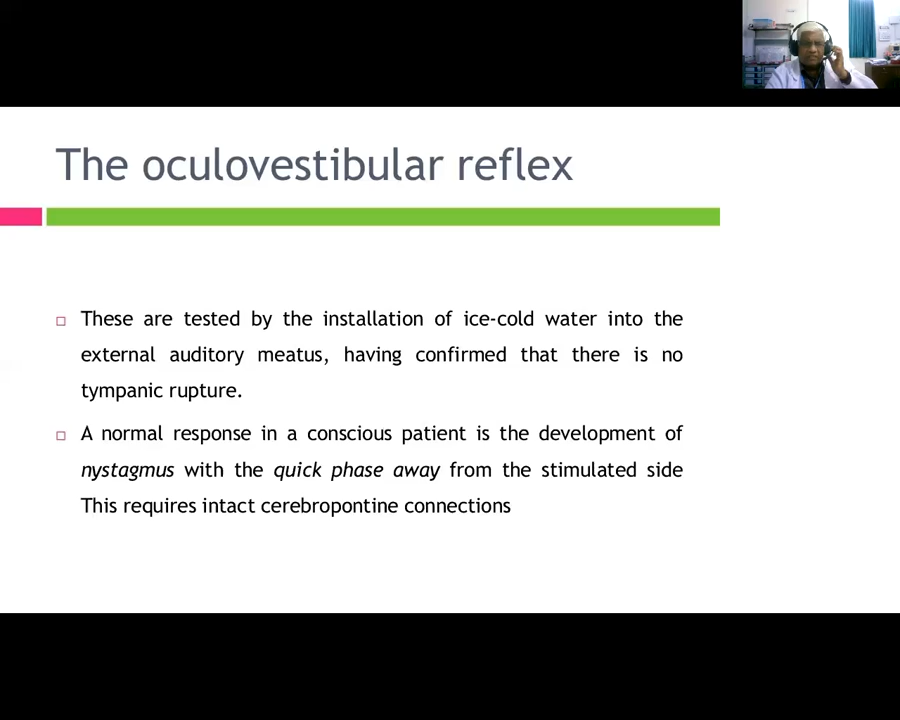 The oculovestibular reflex
These are tested by the installation of ice-cold water into the
external auditory meatus, having confirmed that there is no
tympanic rupture.
A normal response in a conscious patient is the development of
nystagmus with the quick phase away from the stimulated side
This requires intact cerebropontine connections